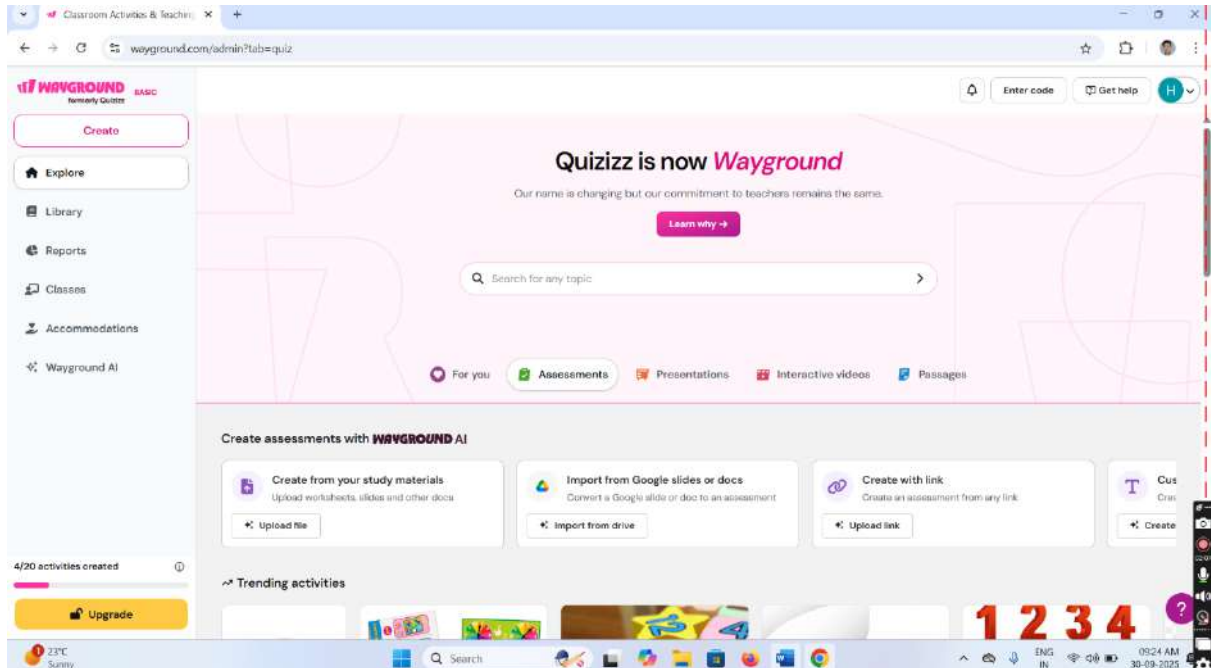 Classroom Activities & Teaching
wayground.com/admin?tab=quiz
WAYGROUND BASIC
formerly Quizizz
Enter code
Get help
H
Create
Explore
Library
Reports
Classes
Accommodations
Wayground AI
Quizizz is now Wayground
Our name is changing but our commitment to teachers remains the same.
Learn why →
Search for any topic
For you
Assessments
Presentations
Interactive videos
Passages
Create assessments with WAYGROUND AI
Create from your study materials
Upload worksheets, slides and other docs
Upload file
Import from Google slides or docs
Convert a Google slide or doc to an assessment
Import from drive
Create with link
Create an assessment from any link
Upload link
T
Cus
Create
4/20 activities created
Upgrade
Trending activities
1 2 3 4
?
23°C
Sunny
Search
ENG
IN
09:24 AM
30-09-2025